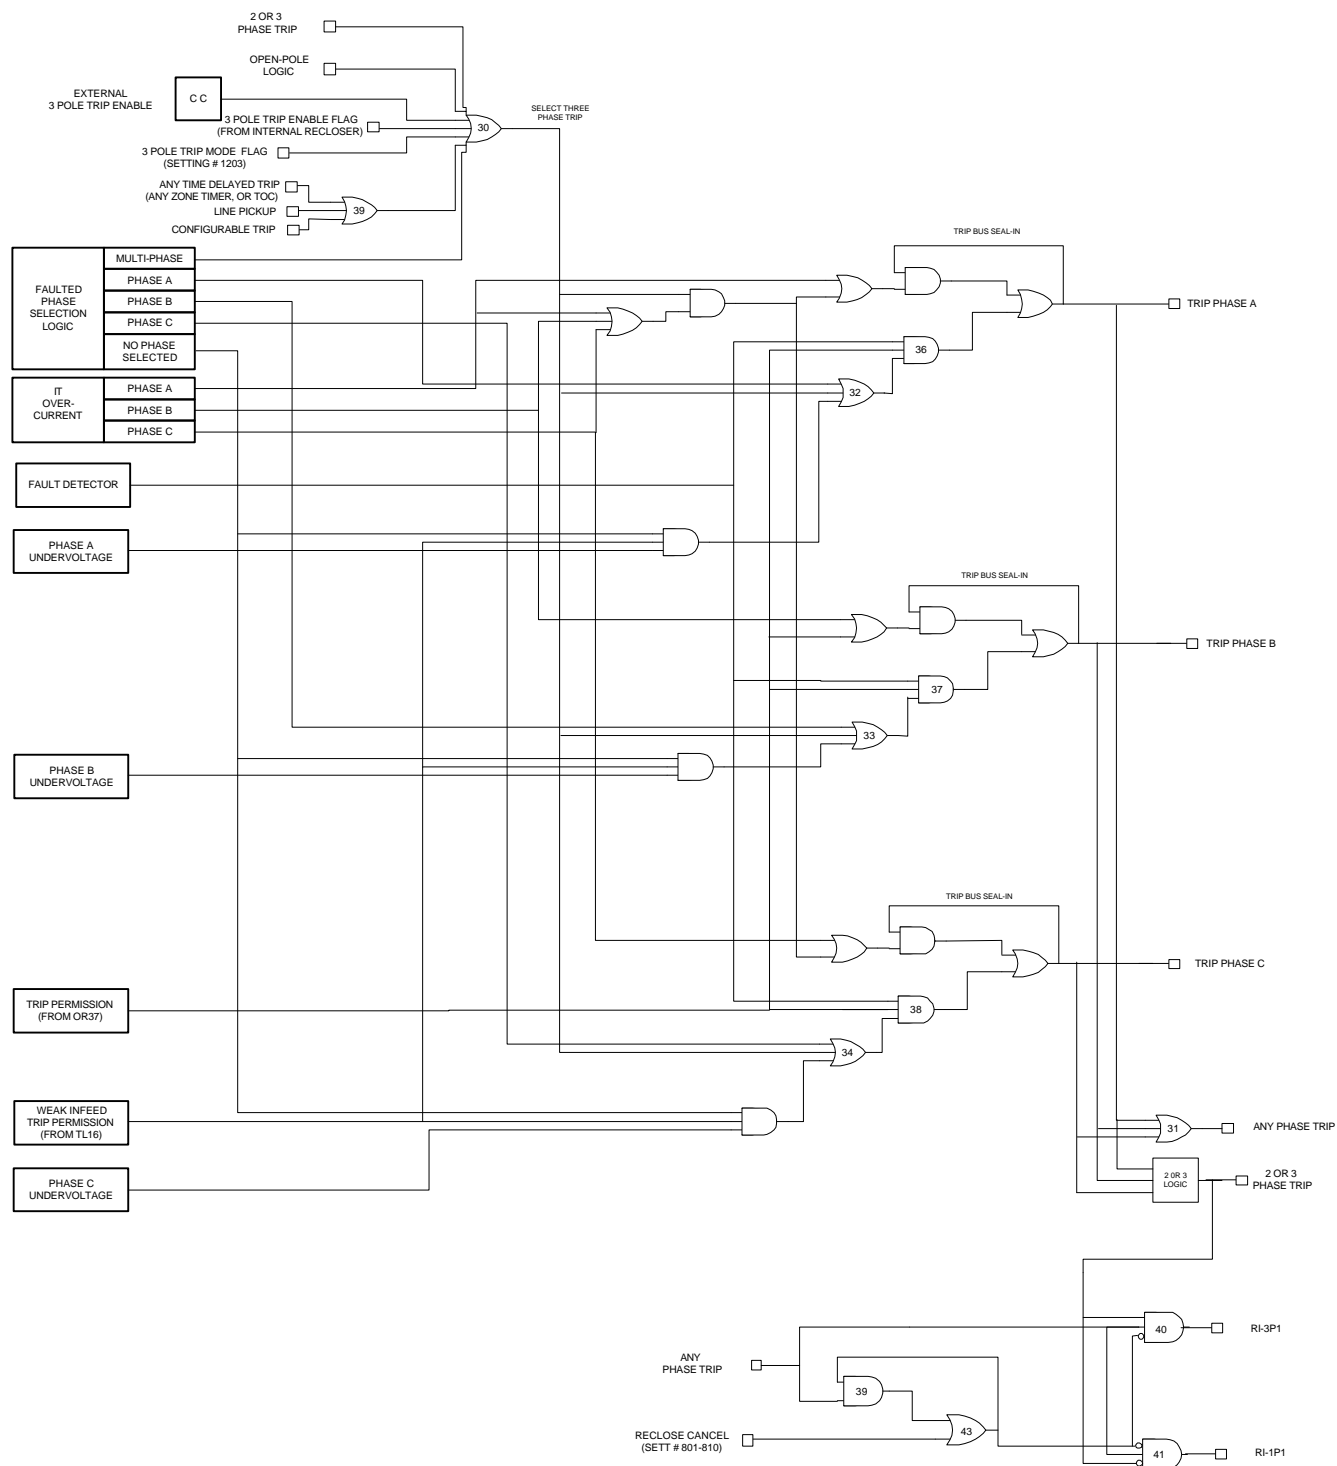 2 OR 3
PHASE TRIP
OPEN-POLE
LOGIC
EXTERNAL
3 POLE TRIP ENABLE
C C
3 POLE TRIP ENABLE FLAG
(FROM INTERNAL RECLOSER)
30
SELECT THREE
PHASE TRIP
3 POLE TRIP MODE FLAG
(SETTING # 1203)
ANY TIME DELAYED TRIP
(ANY ZONE TIMER, OR TOC)
LINE PICKUP
CONFIGURABLE TRIP
39
FAULTED
PHASE
SELECTION
LOGIC
MULTI-PHASE
PHASE A
PHASE B
PHASE C
NO PHASE
SELECTED
IT
OVER-
CURRENT
PHASE A
PHASE B
PHASE C
TRIP BUS SEAL-IN
TRIP PHASE A
36
32
FAULT DETECTOR
PHASE A
UNDERVOLTAGE
TRIP BUS SEAL-IN
TRIP PHASE B
37
33
PHASE B
UNDERVOLTAGE
TRIP BUS SEAL-IN
TRIP PHASE C
TRIP PERMISSION
(FROM OR37)
38
34
WEAK INFEED
TRIP PERMISSION
(FROM TL16)
PHASE C
UNDERVOLTAGE
31
ANY PHASE TRIP
2 0R 3
LOGIC
2 OR 3
PHASE TRIP
40
RI-3P1
ANY
PHASE TRIP
39
43
RECLOSE CANCEL
(SETT # 801-810)
41
RI-1P1